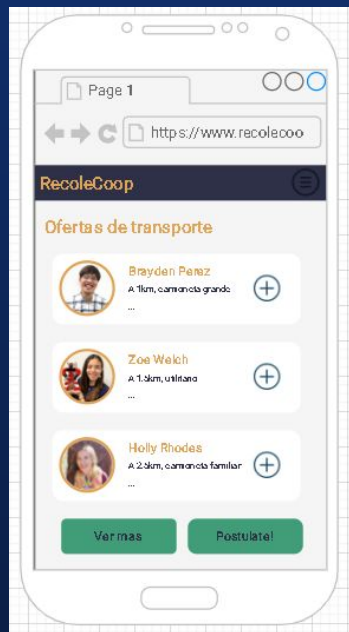 Page 1
https://www.recolecoo
RecoleCoop
Ofertas de transporte
Brayden Perez
A 1km, camioneta grande
...
Zoe Welch
A 1.5km, utilitario
...
Holly Rhodes
A 2.5km, camioneta familiar
...
Ver mas
Postulate!